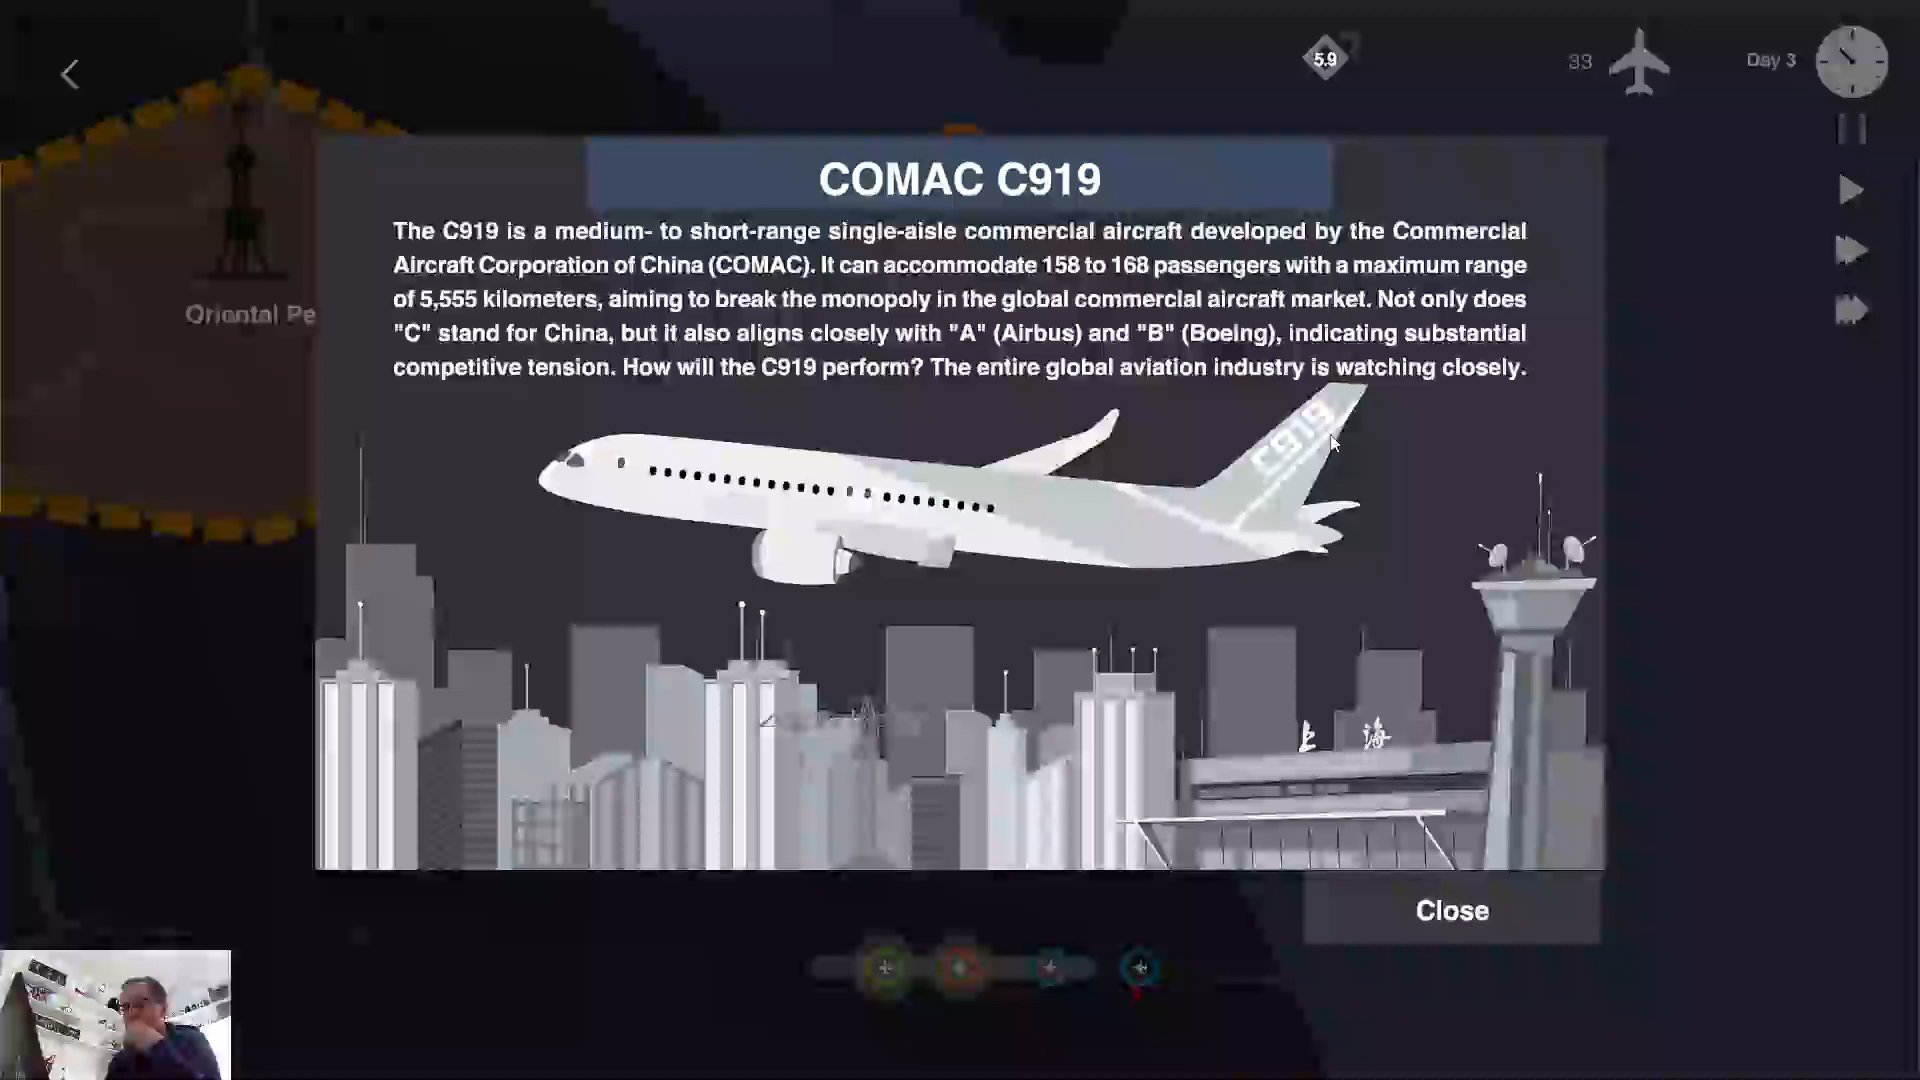 5.9
33
Day 3
COMAC C919
The C919 is a medium- to short-range single-aisle commercial aircraft developed by the Commercial
Aircraft Corporation of China (COMAC). It can accommodate 158 to 168 passengers with a maximum range
of 5,555 kilometers, aiming to break the monopoly in the global commercial aircraft market. Not only does
"C" stand for China, but it also aligns closely with "A" (Airbus) and "B" (Boeing), indicating substantial
competitive tension. How will the C919 perform? The entire global aviation industry is watching closely.
Oriental Pe
C919
上海
Close